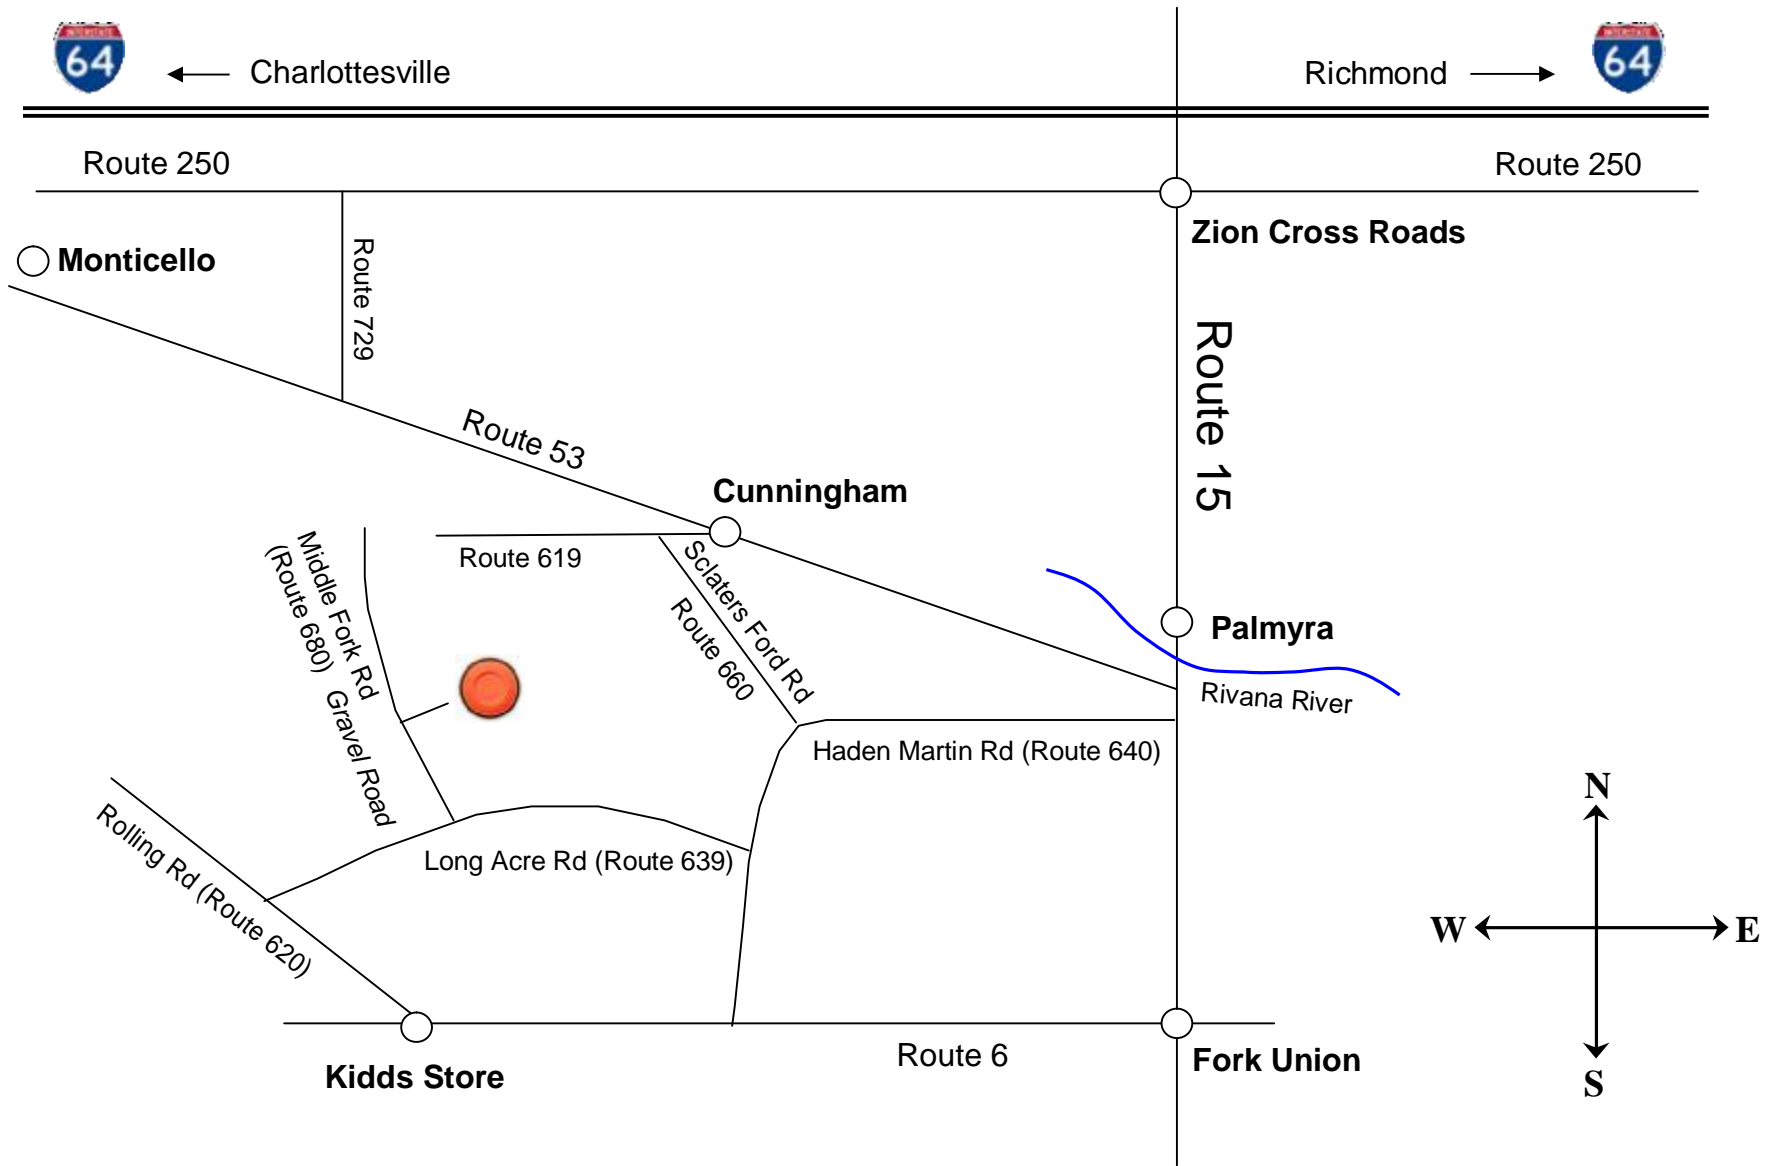 INTERSTATE
64
Charlottesville
Richmond
INTERSTATE
64
Route 250
Route 250
Zion Cross Roads
Monticello
Route 729
Route 15
Route 53
Cunningham
Route 619
Sclaters Ford Rd
Route 660
Middle Fork Rd
(Route 680)
Gravel Road
Palmyra
Rivana River
Haden Martin Rd (Route 640)
Long Acre Rd (Route 639)
Rolling Rd (Route 620)
N
W
E
S
Route 6
Fork Union
Kidds Store